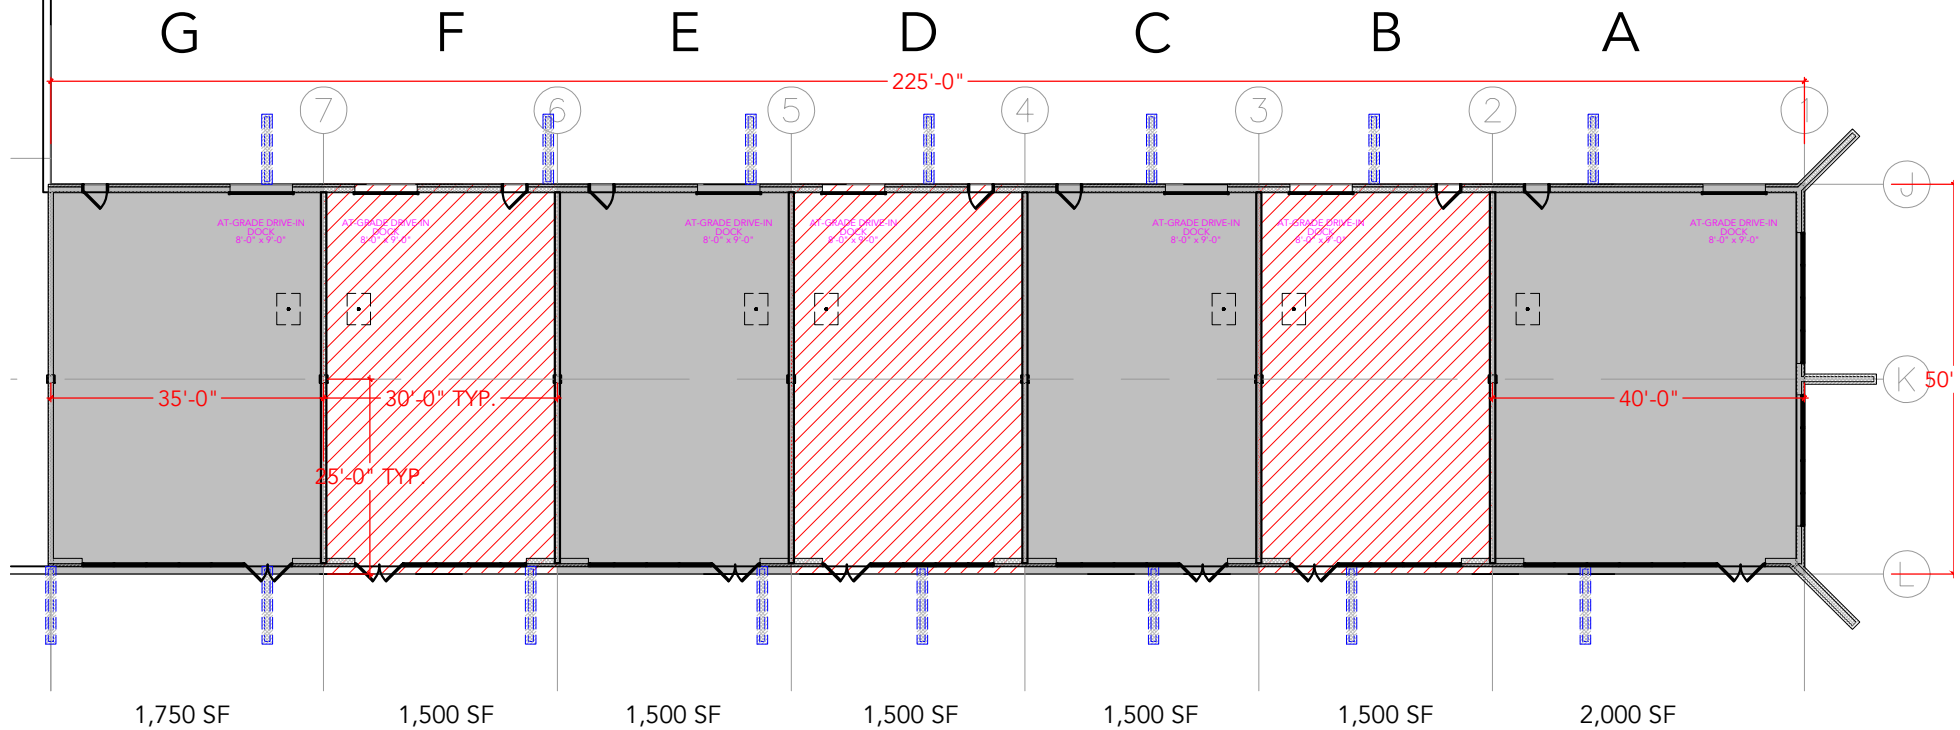 G F E D C B A
225'-0"
7 6 5 4 3 2 1
J
AT-GRADE DRIVE-IN
DOCK
8'-0" x 9'-0"
AT-GRADE DRIVE-IN
DOCK
8'-0" x 9'-0"
AT-GRADE DRIVE-IN
DOCK
8'-0" x 9'-0"
AT-GRADE DRIVE-IN
DOCK
8'-0" x 9'-0"
AT-GRADE DRIVE-IN
DOCK
8'-0" x 9'-0"
AT-GRADE DRIVE-IN
DOCK
8'-0" x 9'-0"
AT-GRADE DRIVE-IN
DOCK
8'-0" x 9'-0"
K 50'
35'-0" 30'-0" TYP. 40'-0"
25'-0" TYP.
L
1,750 SF 1,500 SF 1,500 SF 1,500 SF 1,500 SF 1,500 SF 2,000 SF